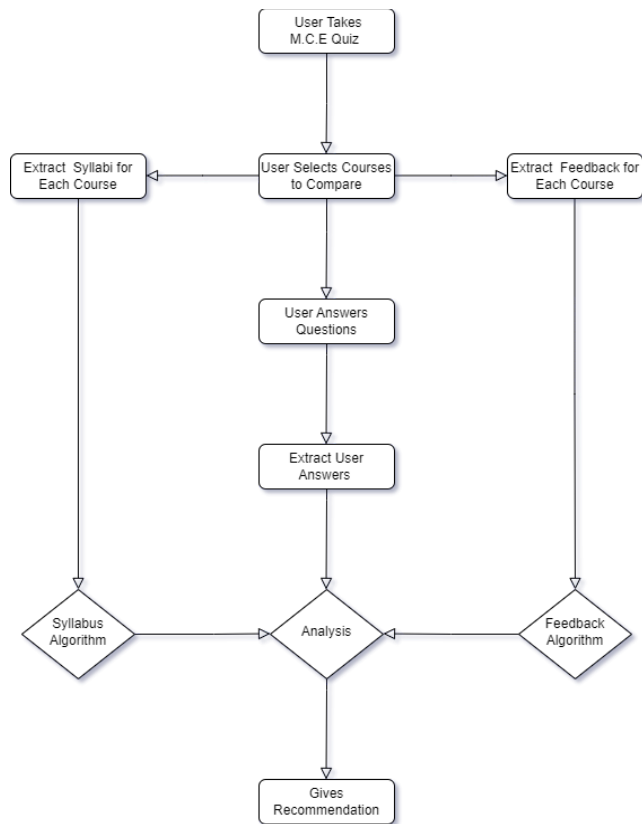 User Takes
M.C.E Quiz
Extract Syllabi for
Each Course
User Selects Courses
to Compare
Extract Feedback for
Each Course
User Answers
Questions
Extract User
Answers
Syllabus
Algorithm
Analysis
Feedback
Algorithm
Gives
Recommendation